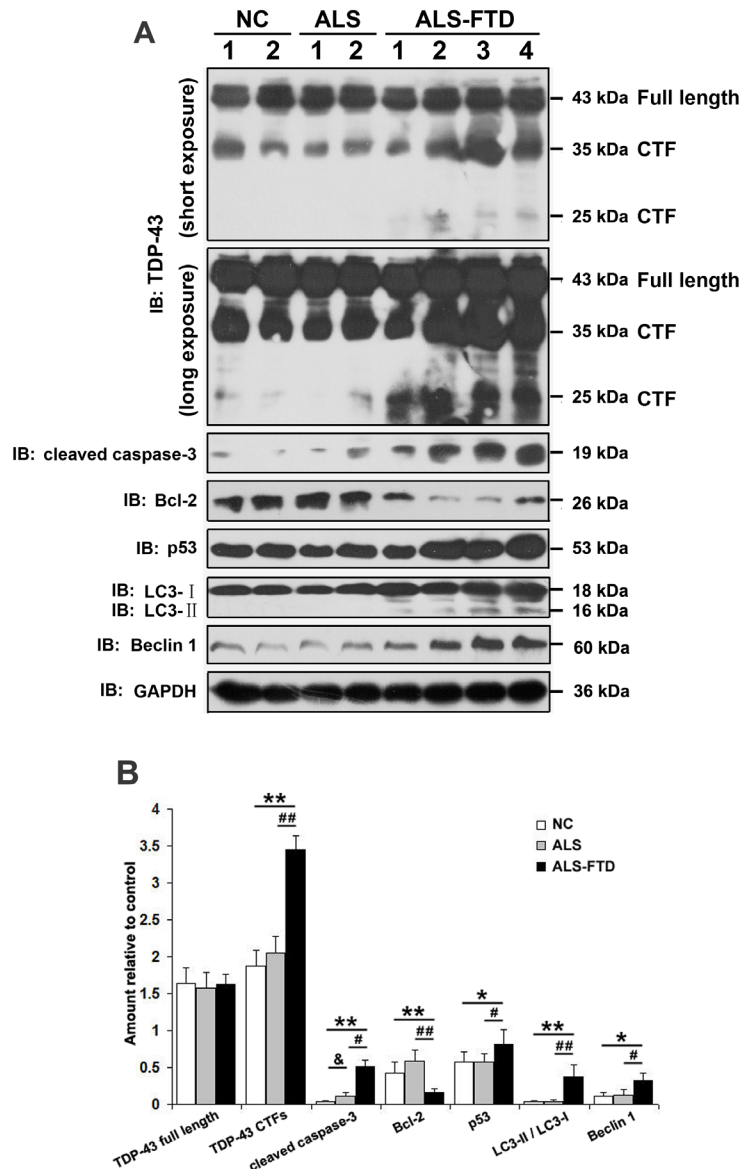 A
NC ALS ALS-FTD
1 2 1 2 1 2 3 4
IB: TDP-43
(short exposure)
43 kDa Full length
35 kDa CTF
25 kDa CTF
(long exposure)
43 kDa Full length
35 kDa CTF
25 kDa CTF
IB: cleaved caspase-3 19 kDa
IB: Bcl-2 26 kDa
IB: p53 53 kDa
IB: LC3-Ⅰ 18 kDa
IB: LC3-Ⅱ 16 kDa
IB: Beclin 1 60 kDa
IB: GAPDH 36 kDa
B
Amount relative to control
4
3.5
3
2.5
2
1.5
1
0.5
0
NC
ALS
ALS-FTD
**
##
**
#
&
**
##
*
#
**
##
*
#
TDP-43 full length
TDP-43 CTFs
cleaved caspase-3
Bcl-2
p53
LC3-II / LC3-I
Beclin 1